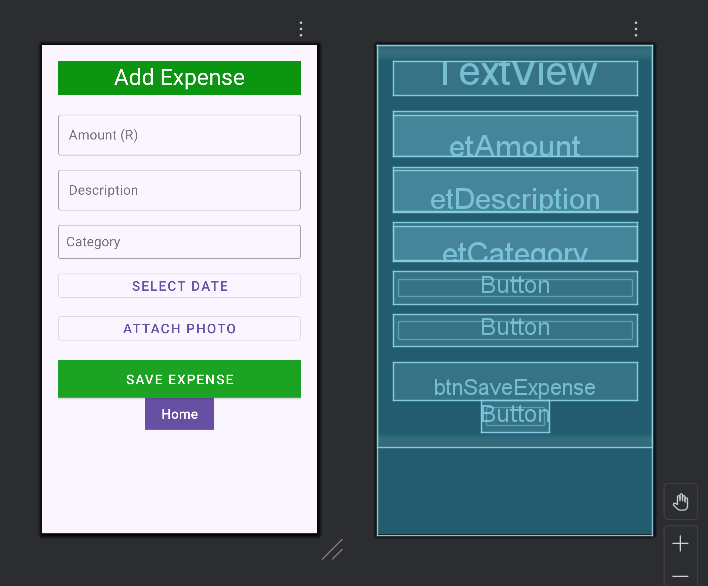 Add Expense
Amount (R)
Description
Category
SELECT DATE
ATTACH PHOTO
SAVE EXPENSE
Home
TextView
etAmount
etDescription
etCategory
Button
Button
btnSaveExpense
Button